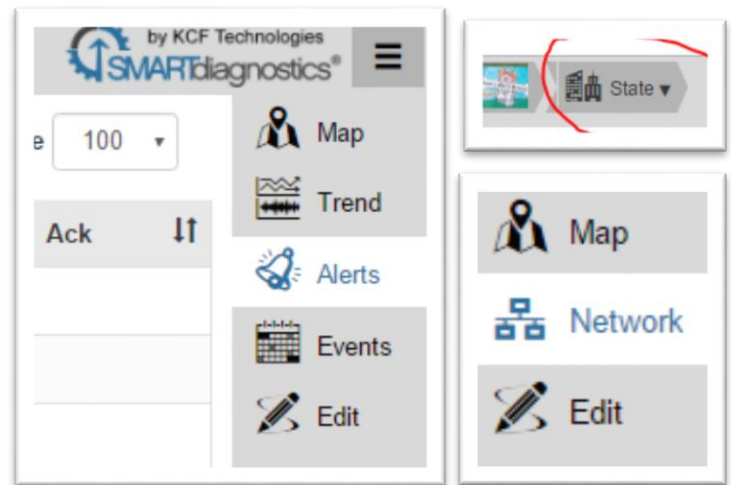 by KCF Technologies
SMARTdiagnostics®
e 100
Map
Trend
Ack
Alerts
Events
Edit
State
Map
Network
Edit